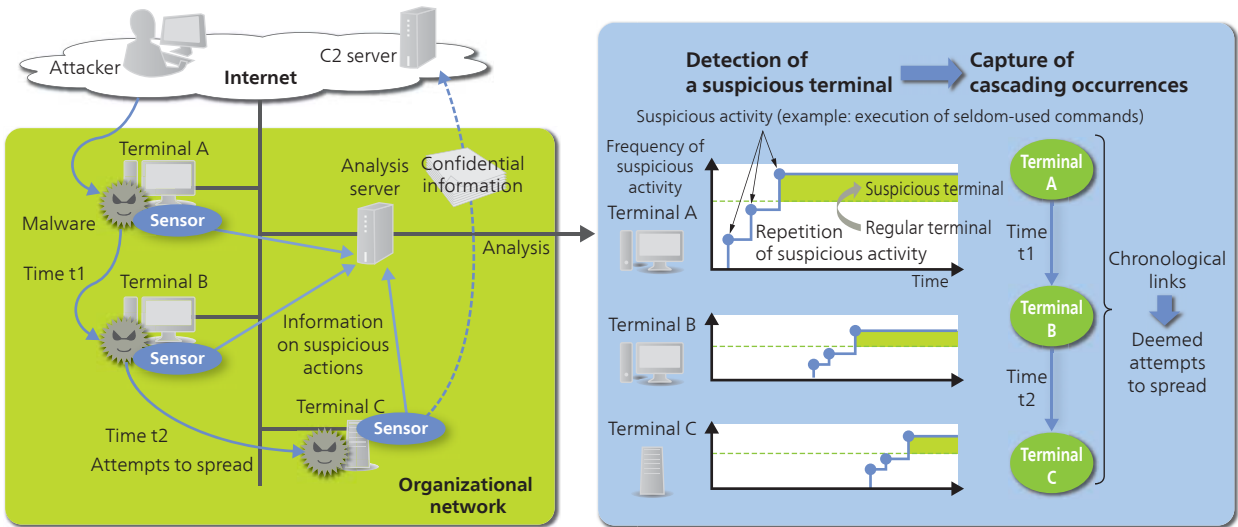 Attacker
Internet
C2 server
Terminal A
Malware
Sensor
Time t1
Terminal B
Sensor
Analysis
server
Confidential
information
Information
on suspicious
actions
Terminal C
Sensor
Time t2
Attempts to spread
Organizational
network
Analysis
Detection of
a suspicious terminal
Capture of
cascading occurrences
Suspicious activity (example: execution of seldom-used commands)
Frequency of
suspicious
activity
Terminal A
Suspicious terminal
Regular terminal
Repetition
of suspicious activity
Time
Terminal B
Terminal C
Terminal
A
Time
t1
Terminal
B
Time
t2
Terminal
C
Chronological
links
Deemed
attempts
to spread